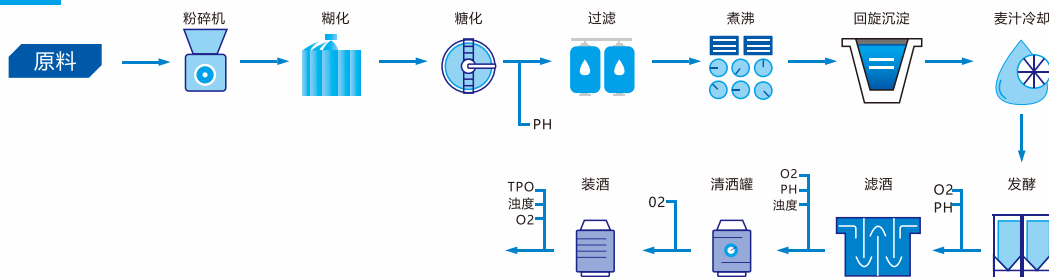 粉碎机
糊化
糖化
过滤
煮沸
回旋沉淀
麦汁冷却
原料
PH
发酵
O2
PH
滤酒
O2
PH
浊度
清洒罐
02
装酒
TPO
浊度
O2